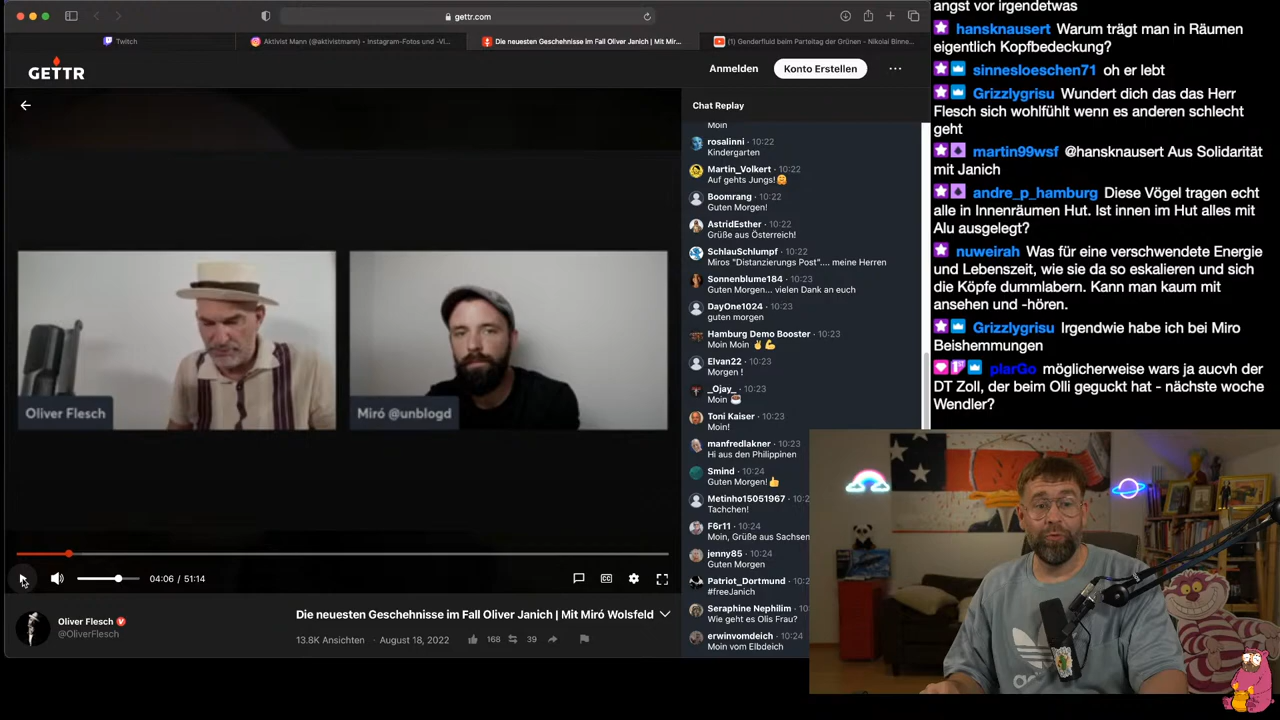 gettr.com
Twitch
Aktivist Mann (@aktivistmann) • Instagram-Fotos und -Vi...
Die neuesten Geschehnisse im Fall Oliver Janich | Mit Mir...
(1) Genderfluid beim Parteitag der Grünen - Nikolai Binne...
GETTR
Anmelden
Konto Erstellen
Chat Replay
Moin
rosalinni 10:22
Kindergarten
Martin_Volkert 10:22
Auf gehts Jungs!🤗
Boomrang 10:22
Guten Morgen!
AstridEsther 10:22
Grüße aus Österreich!
SchlauSchlumpf 10:22
Miros "Distanzierungs Post".... meine Herren
Sonnenblume184 10:23
Guten Morgen... vielen Dank an euch
DayOne1024 10:23
guten morgen
Hamburg Demo Booster 10:23
Moin Moin ✌💪
Elvan22 10:23
Morgen !
_Ojay_ 10:23
Moin ☕
Toni Kaiser 10:23
Moin!
manfredlakner 10:23
Hi aus den Philippinen
Smind 10:24
Guten Morgen!👍
Metinho15051967 10:2
Tachchen!
F6r11 10:24
Moin, Grüße aus Sachsen
jenny85 10:24
Guten Morgen
Patriot_Dortmund 10:2
#freeJanich
Seraphine Nephilim 10:
Wie geht es Olis Frau?
erwinvomdeich 10:24
Moin vom Elbdeich
Oliver Flesch
Miró @unblogd
04:06 / 51:14
Oliver Flesch
@OliverFlesch
Die neuesten Geschehnisse im Fall Oliver Janich | Mit Miró Wolsfeld
13.8K Ansichten • August 18, 2022
168
39
angst vor irgendetwas
hansknausert Warum trägt man in Räumen
eigentlich Kopfbedeckung?
sinnesloeschen71 oh er lebt
Grizzlygrisu Wundert dich das das Herr
Flesch sich wohlfühlt wenn es anderen schlecht
geht
martin99wsf @hansknausert Aus Solidarität
mit Janich
andre_p_hamburg Diese Vögel tragen echt
alle in Innenräumen Hut. Ist innen im Hut alles mit
Alu ausgelegt?
nuweirah Was für eine verschwendete Energie
und Lebenszeit, wie sie da so eskalieren und sich
die Köpfe dummlabern. Kann man kaum mit
ansehen und -hören.
Grizzlygrisu Irgendwie habe ich bei Miro
Beishemmungen
plarGo möglicherweise wars ja aucvh der
DT Zoll, der beim Olli geguckt hat - nächste woche
Wendler?